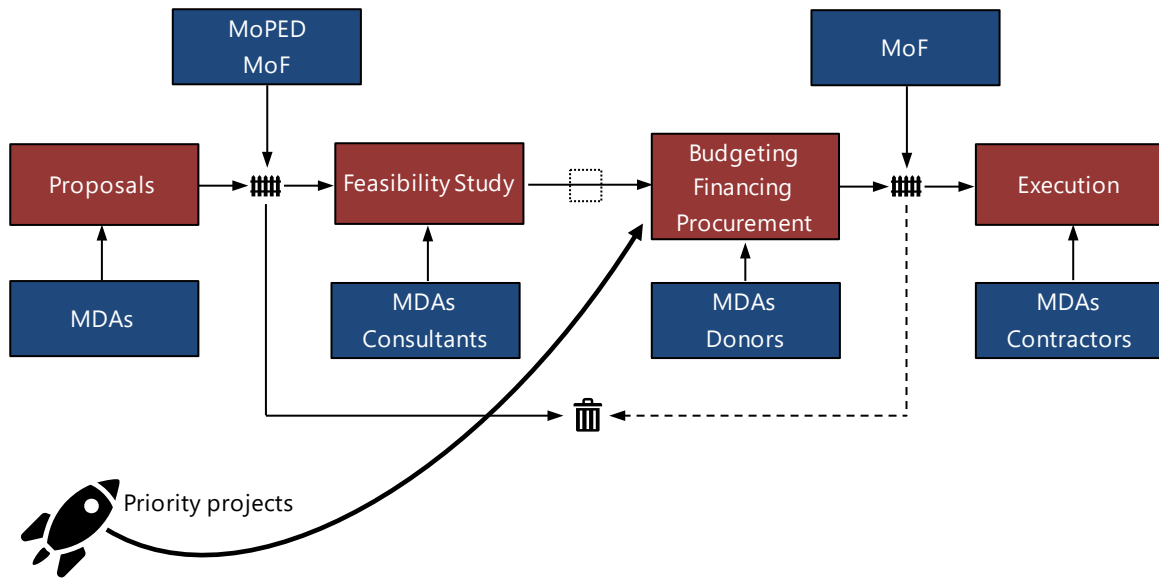 MoPED
MoF
MoF
Proposals
Feasibility Study
Budgeting
Financing
Procurement
Execution
MDAs
MDAs
Consultants
MDAs
Donors
MDAs
Contractors
Priority projects